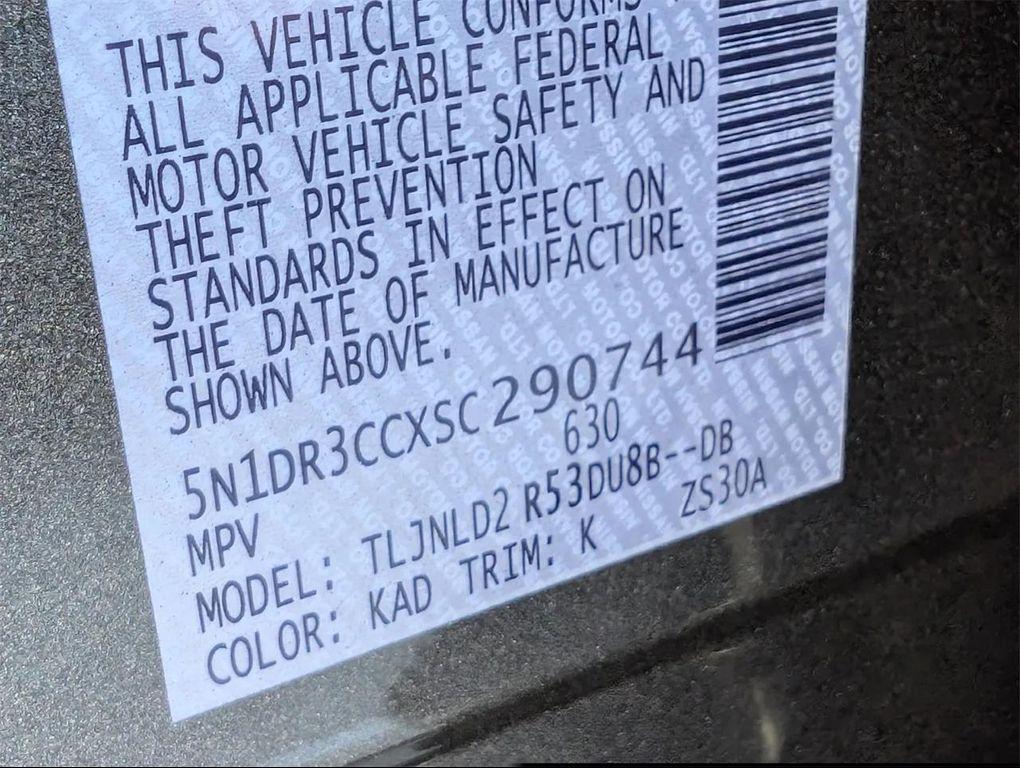 THIS VEHICLE CONFORMS
ALL APPLICABLE FEDERAL
MOTOR VEHICLE SAFETY AND
THEFT PREVENTION
STANDARDS IN EFFECT ON
THE DATE OF MANUFACTURE
SHOWN ABOVE.
5N1DR3CCXSC290744
MPV 630
MODEL: TLJNLD2 R53DU8B--DB
COLOR: KAD TRIM: K ZS30A